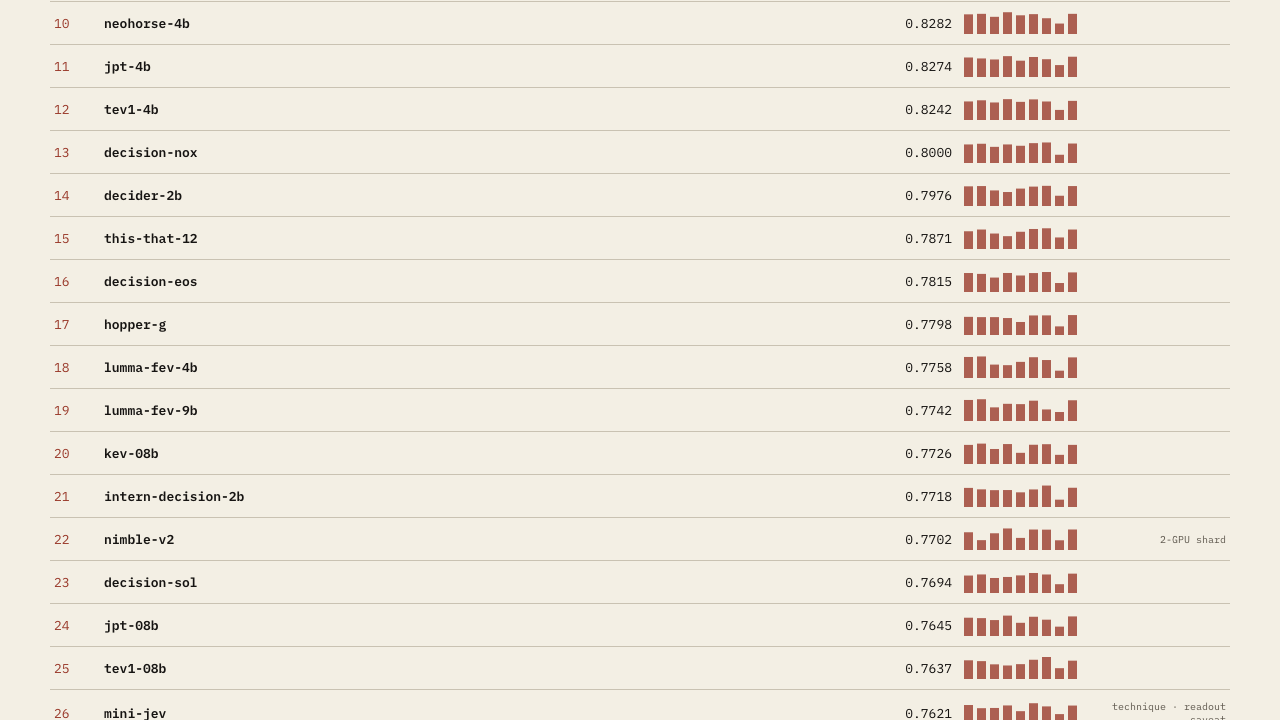 10 neohorse-4b 0.8282
11 jpt-4b 0.8274
12 tev1-4b 0.8242
13 decision-nox 0.8000
14 decider-2b 0.7976
15 this-that-12 0.7871
16 decision-eos 0.7815
17 hopper-g 0.7798
18 lumma-fev-4b 0.7758
19 lumma-fev-9b 0.7742
20 kev-08b 0.7726
21 intern-decision-2b 0.7718
22 nimble-v2 0.7702 2-GPU shard
23 decision-sol 0.7694
24 jpt-08b 0.7645
25 tev1-08b 0.7637
26 mini-jev 0.7621 technique · readout